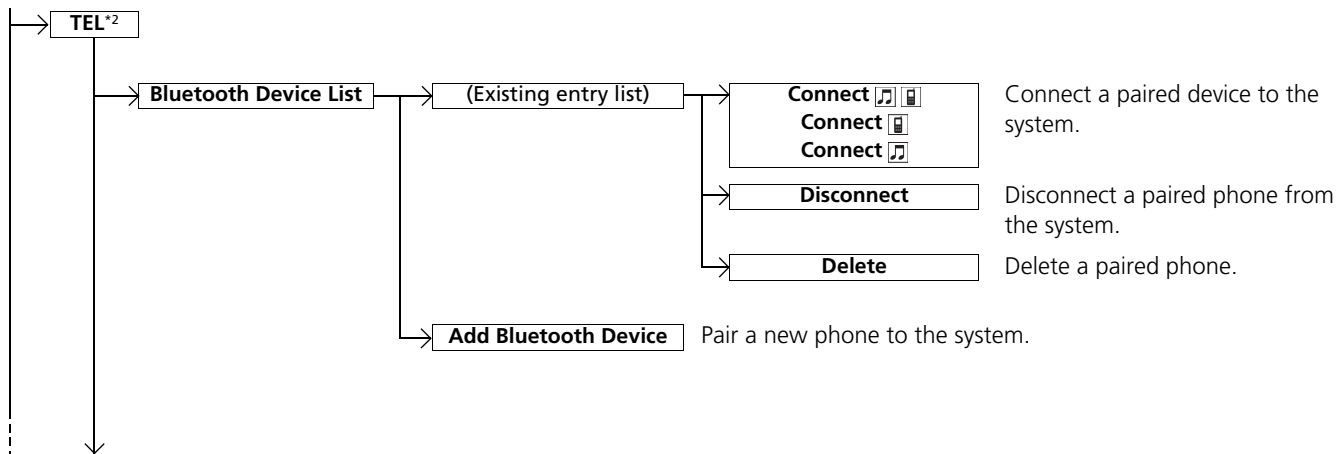 TEL*2
Bluetooth Device List
(Existing entry list)
Connect
Connect
Connect
Connect a paired device to the
system.
Disconnect
Disconnect a paired phone from
the system.
Delete
Delete a paired phone.
Add Bluetooth Device
Pair a new phone to the system.